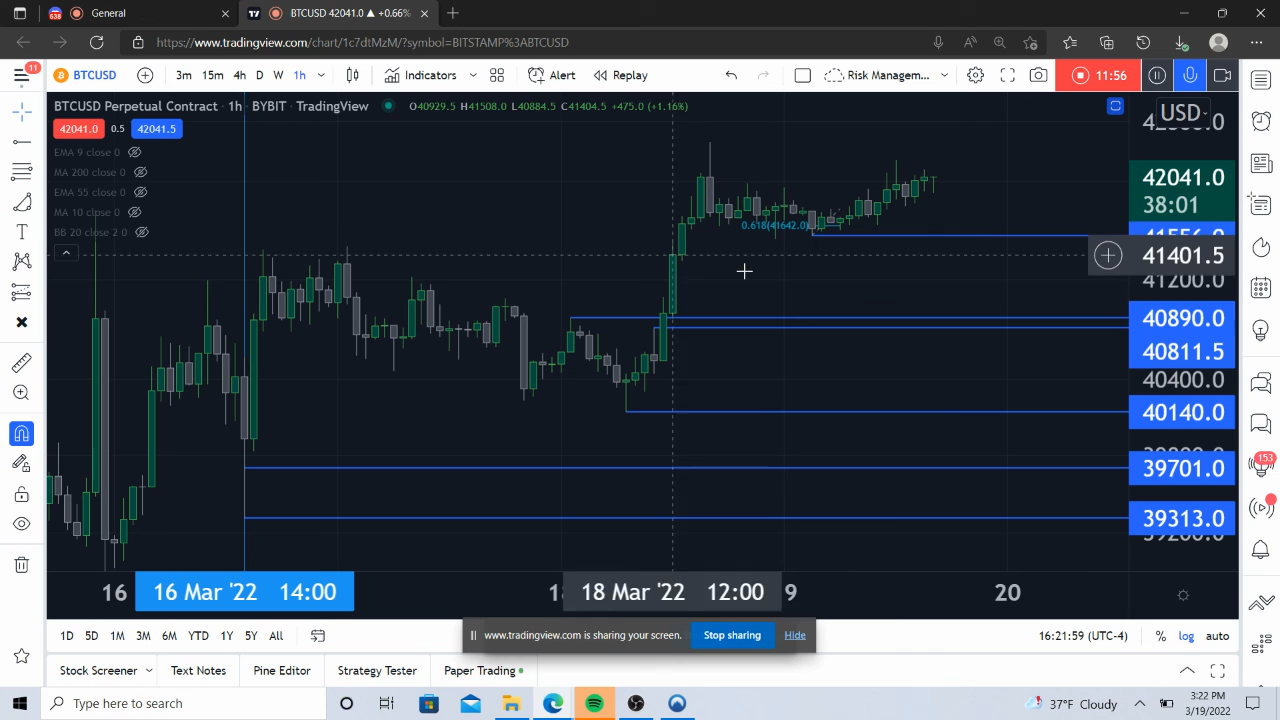 General
BTCUSD 42041.0 ▲ +0.66%
https://www.tradingview.com/chart/1c7dtMzM/?symbol=BITSTAMP%3ABTCUSD
11
BTCUSD
3m 15m 4h D W 1h
Indicators
Alert
Replay
Risk Managem...
11:56
BTCUSD Perpetual Contract · 1h · BYBIT · TradingView
O40929.5 H41508.0 L40884.5 C41404.5 +475.0 (+1.16%)
USD
42041.0 0.5 42041.5
EMA 9 close 0
MA 200 close 0
EMA 55 close 0
MA 10 close 0
BB 20 close 2 0
0.618(41642.0)
42041.0
38:01
41401.5
41200.0
40890.0
40811.5
40400.0
40140.0
39701.0
39313.0
39200.0
153
16
16 Mar '22 14:00
18 Mar '22 12:00
9
20
www.tradingview.com is sharing your screen.
Stop sharing
Hide
1D 5D 1M 3M 6M YTD 1Y 5Y All
16:21:59 (UTC-4)
% log auto
Stock Screener
Text Notes
Pine Editor
Strategy Tester
Paper Trading
Type here to search
37°F Cloudy
3:22 PM
3/19/2022